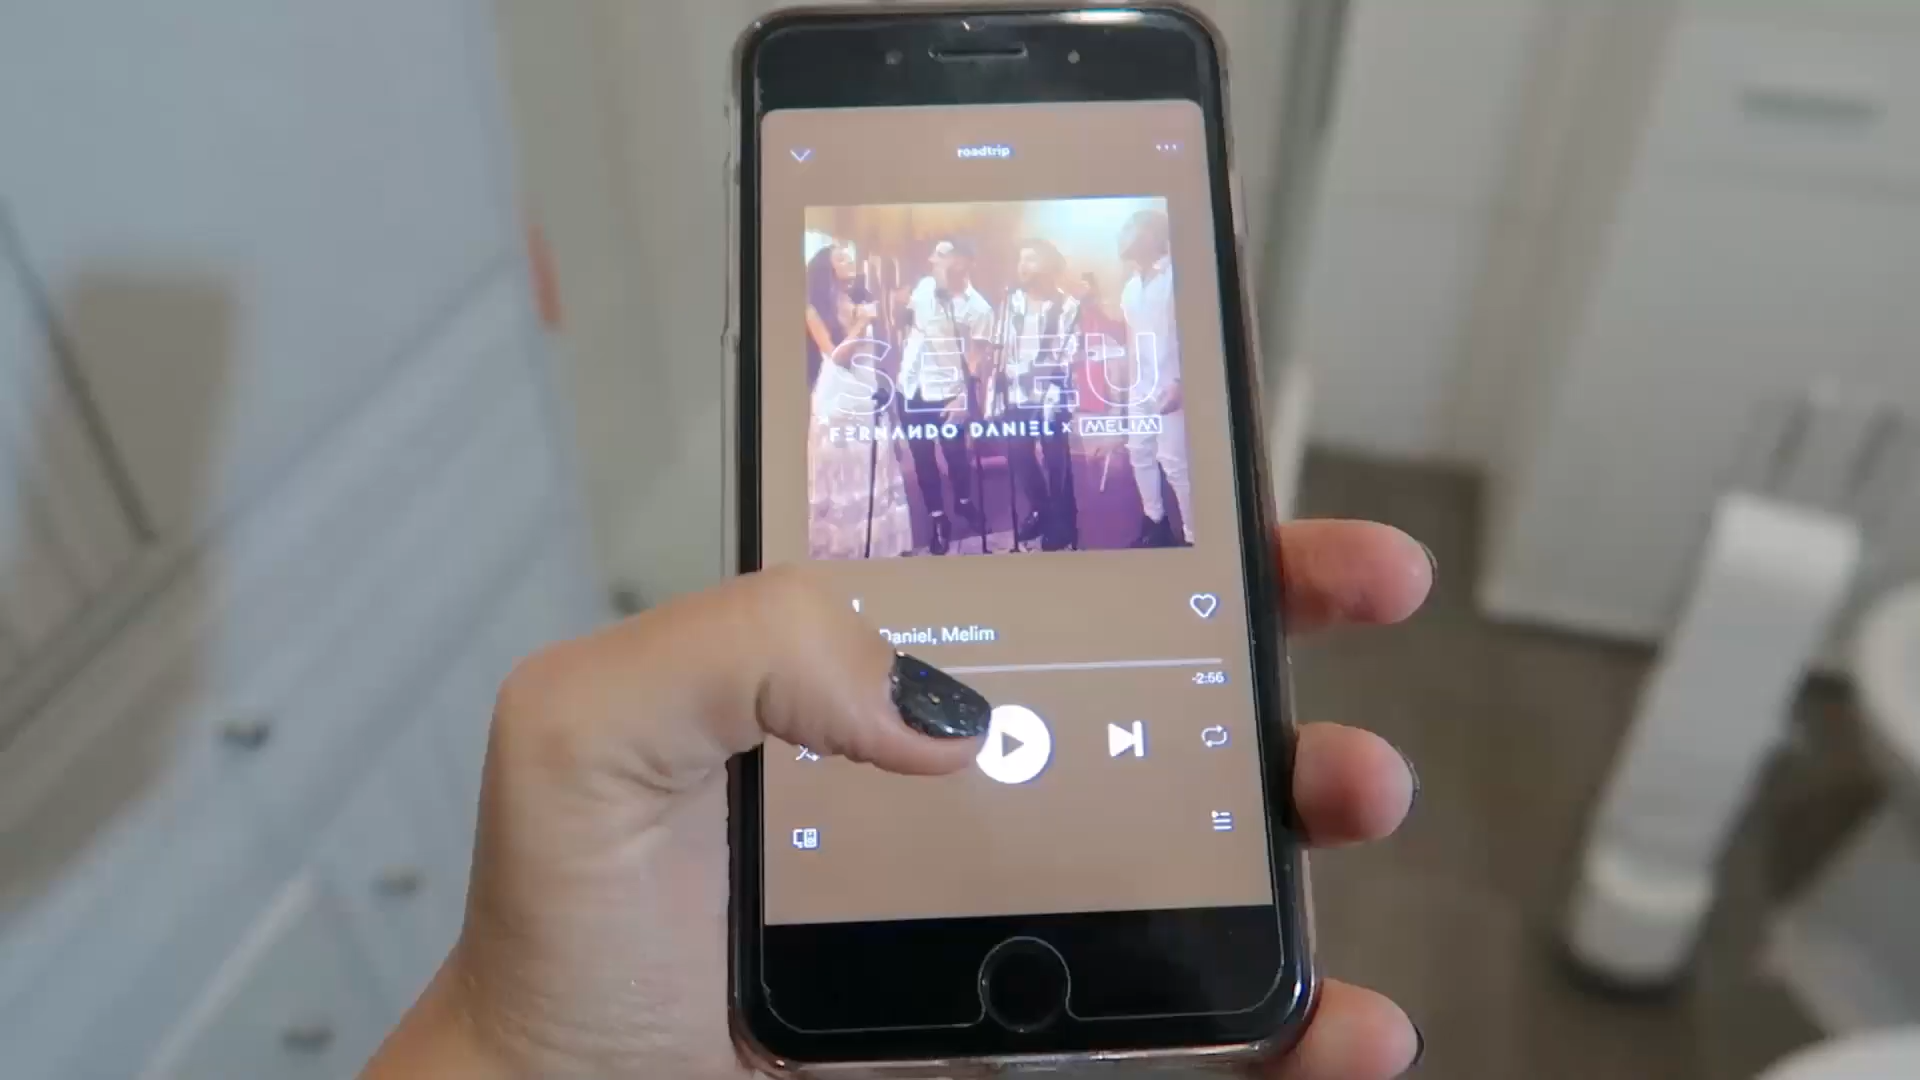 roadtrip
SE EU
FERNANDO DANIEL x MELIM
Daniel, Melim
-2:56